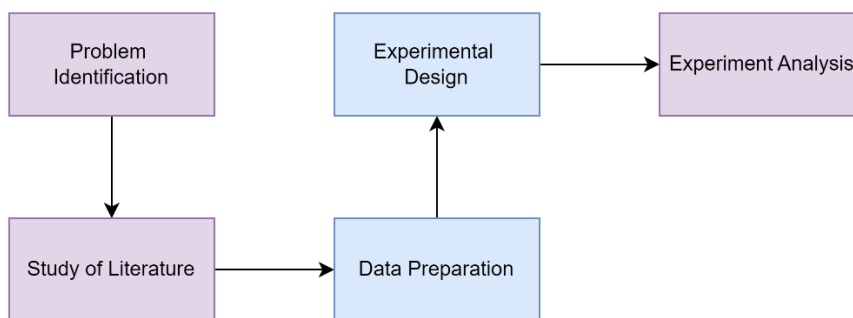 Problem
Identification
Experimental
Design
Experiment Analysis
Study of Literature
Data Preparation